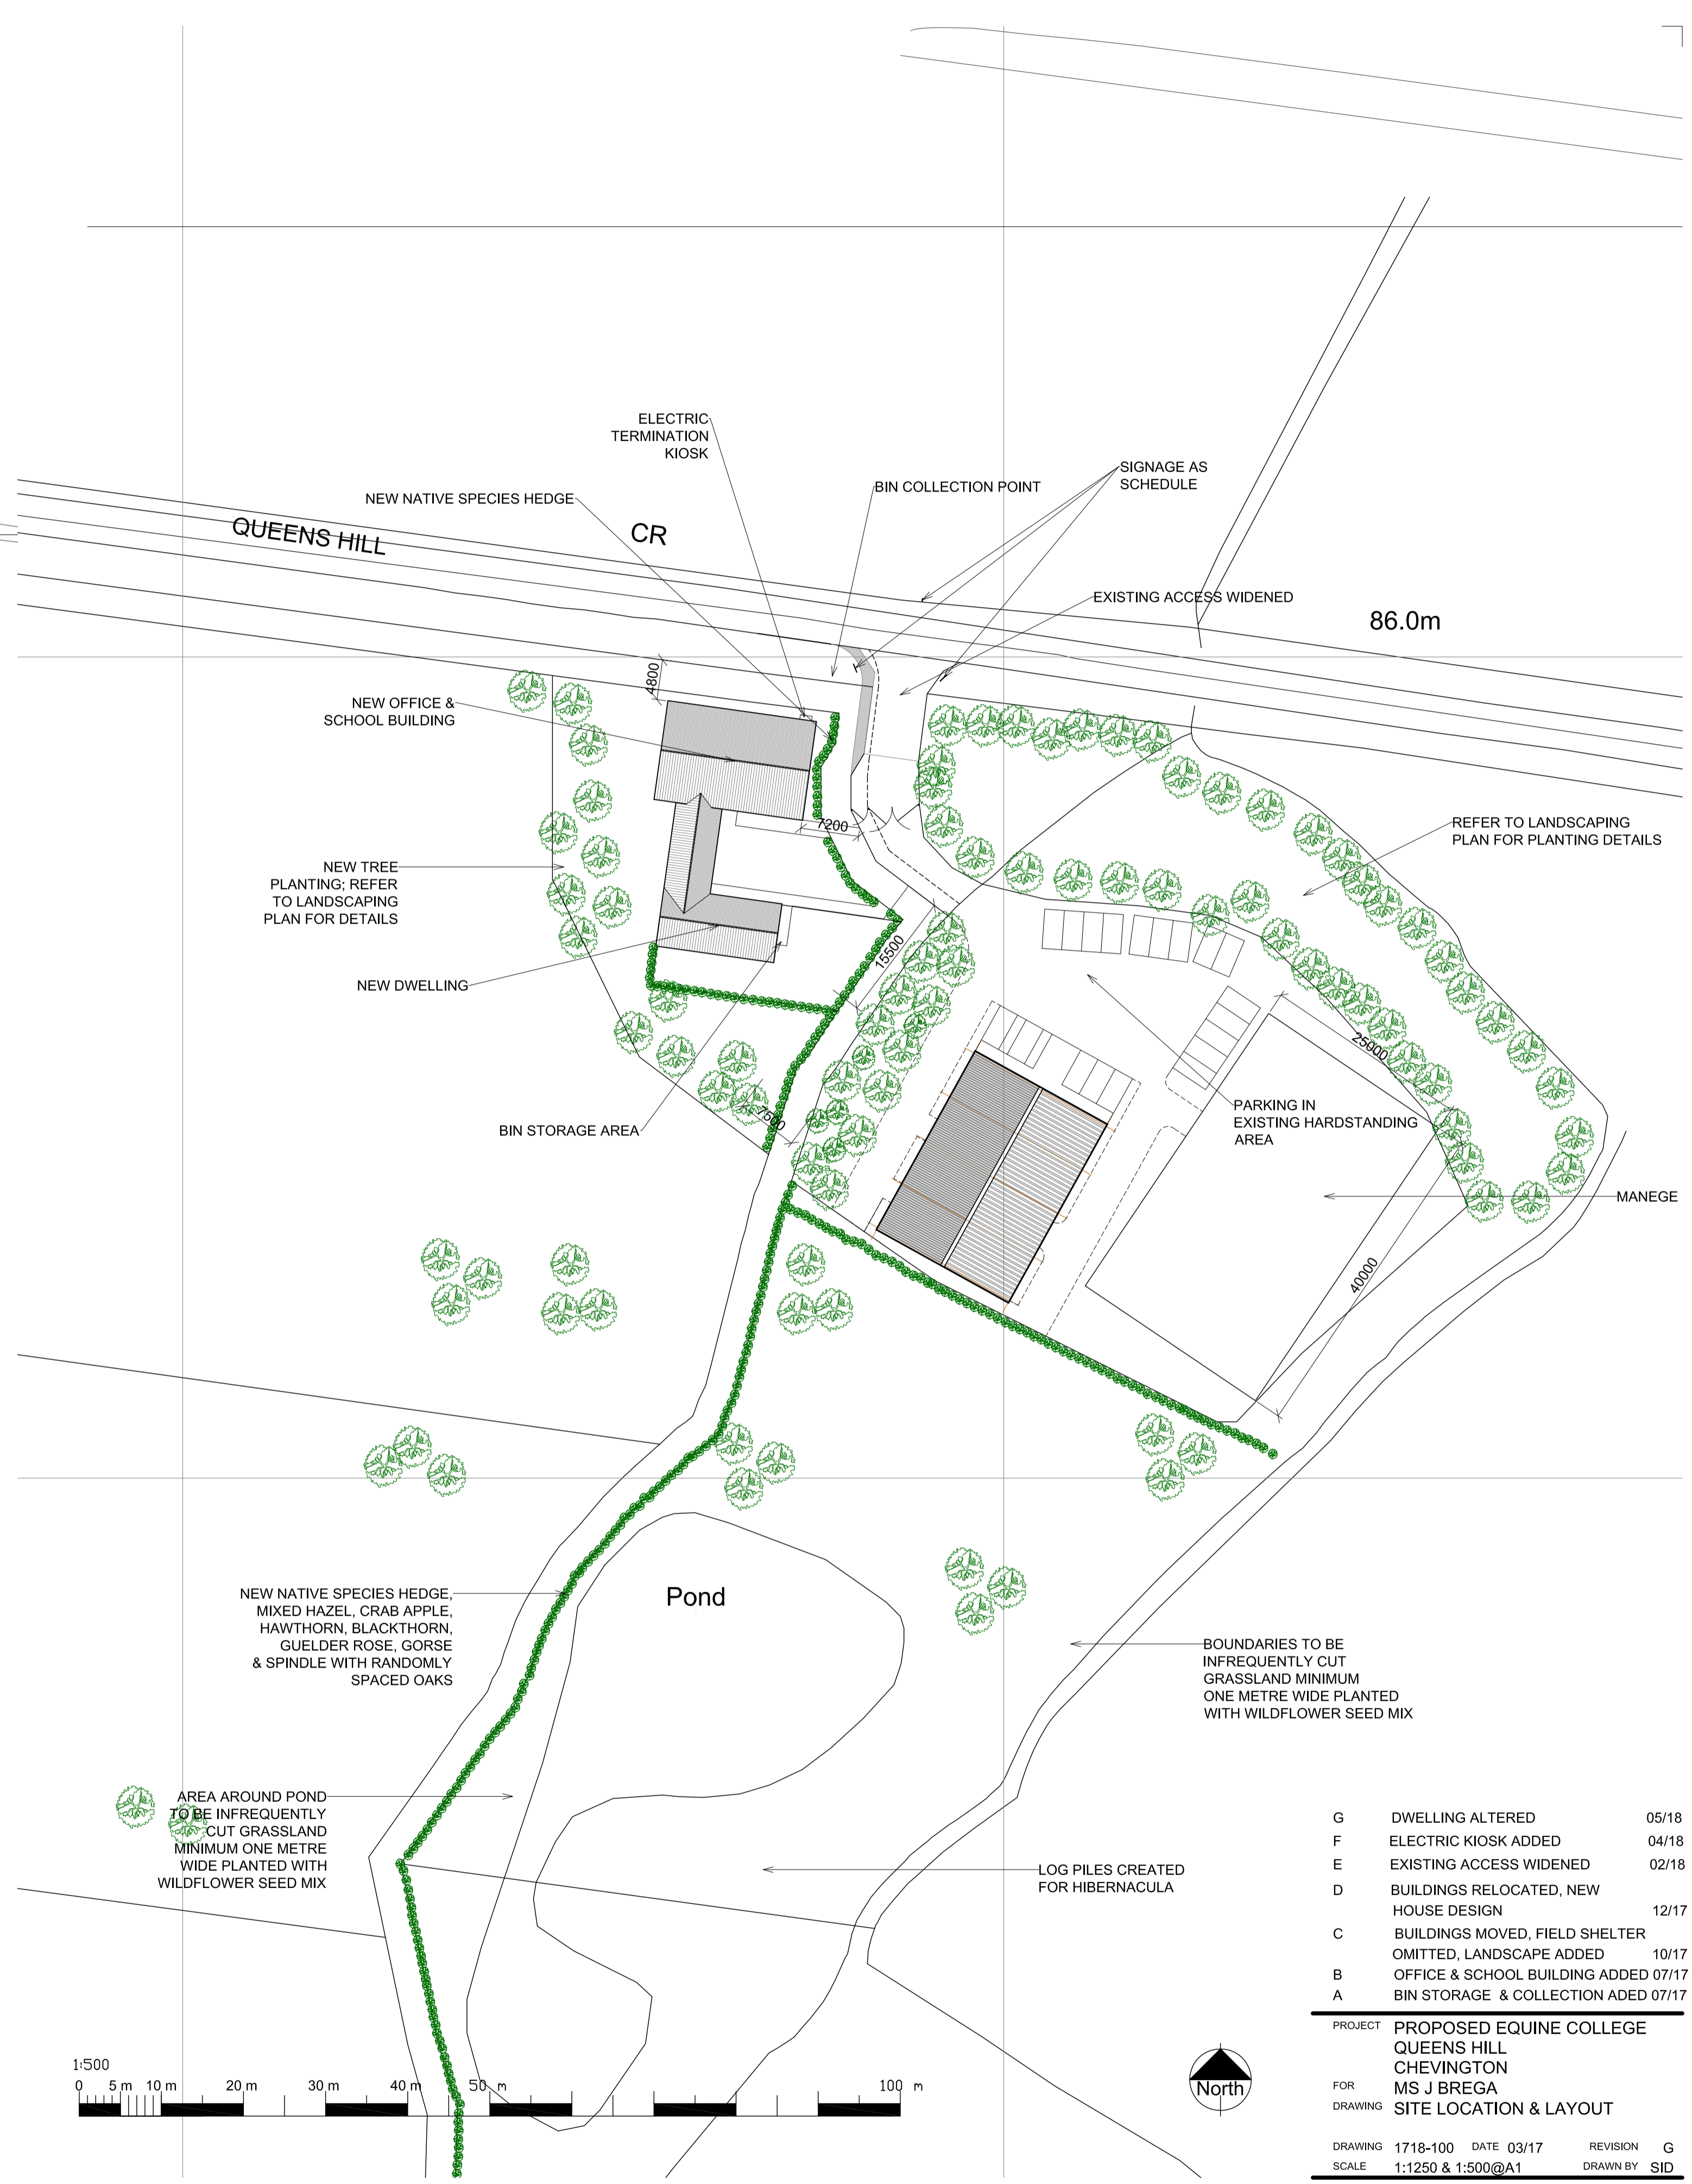 ELECTRIC
TERMINATION
KIOSK
SIGNAGE AS
SCHEDULE
BIN COLLECTION POINT
NEW NATIVE SPECIES HEDGE
QUEENS HILL
CR
EXISTING ACCESS WIDENED
86.0m
4800
NEW OFFICE &
SCHOOL BUILDING
7200
REFER TO LANDSCAPING
PLAN FOR PLANTING DETAILS
NEW TREE
PLANTING; REFER
TO LANDSCAPING
PLAN FOR DETAILS
15500
NEW DWELLING
25000
7500
PARKING IN
EXISTING HARDSTANDING
AREA
BIN STORAGE AREA
MANEGE
40000
NEW NATIVE SPECIES HEDGE,
MIXED HAZEL, CRAB APPLE,
HAWTHORN, BLACKTHORN,
GUELDER ROSE, GORSE
& SPINDLE WITH RANDOMLY
SPACED OAKS
Pond
BOUNDARIES TO BE
INFREQUENTLY CUT
GRASSLAND MINIMUM
ONE METRE WIDE PLANTED
WITH WILDFLOWER SEED MIX
AREA AROUND POND
TO BE INFREQUENTLY
CUT GRASSLAND
MINIMUM ONE METRE
WIDE PLANTED WITH
WILDFLOWER SEED MIX
LOG PILES CREATED
FOR HIBERNACULA
G DWELLING ALTERED 05/18
F ELECTRIC KIOSK ADDED 04/18
E EXISTING ACCESS WIDENED 02/18
D BUILDINGS RELOCATED, NEW
HOUSE DESIGN 12/17
C BUILDINGS MOVED, FIELD SHELTER
OMITTED, LANDSCAPE ADDED 10/17
B OFFICE & SCHOOL BUILDING ADDED 07/17
A BIN STORAGE & COLLECTION ADED 07/17
PROJECT PROPOSED EQUINE COLLEGE
QUEENS HILL
CHEVINGTON
FOR MS J BREGA
DRAWING SITE LOCATION & LAYOUT
DRAWING 1718-100 DATE 03/17 REVISION G
SCALE 1:1250 & 1:500@A1 DRAWN BY SID
North
1:500
0 5 m 10 m 20 m 30 m 40 m 50 m 100 m